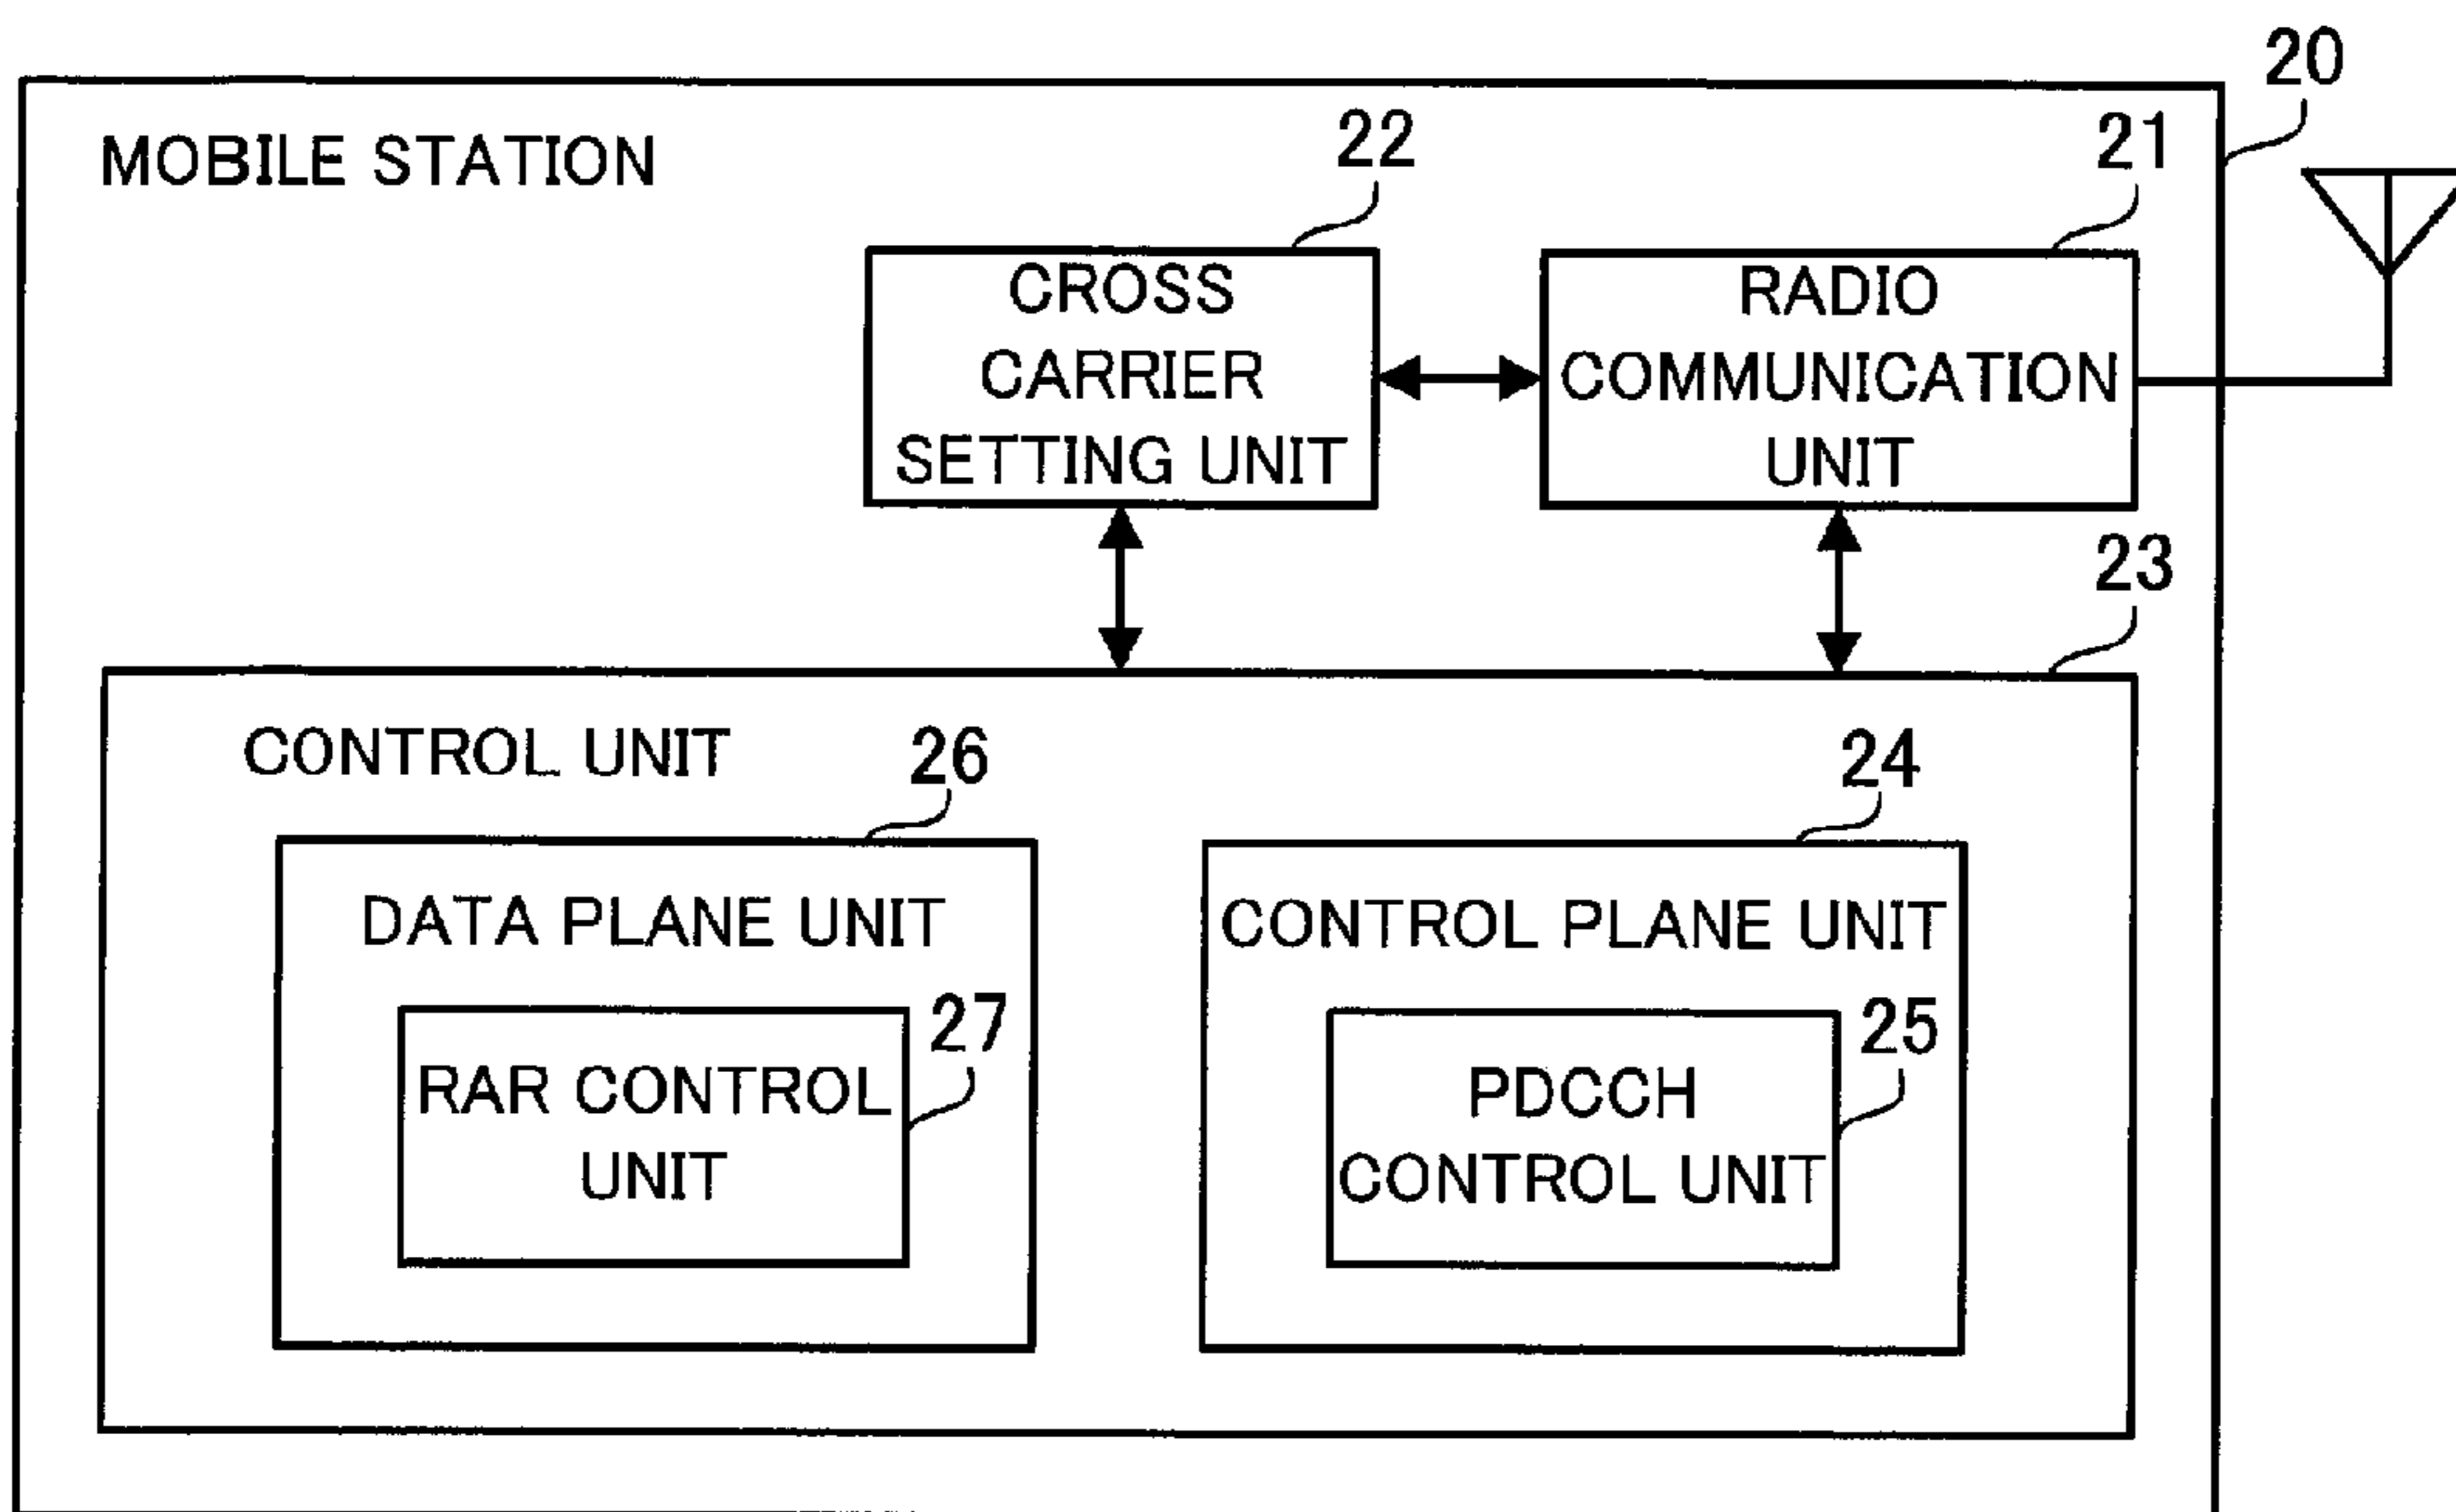 20
MOBILE STATION
22
21
CROSS
CARRIER
SETTING UNIT
RADIO
COMMUNICATION
UNIT
23
CONTROL UNIT
26
24
DATA PLANE UNIT
CONTROL PLANE UNIT
27
25
RAR CONTROL
UNIT
PDCCH
CONTROL UNIT